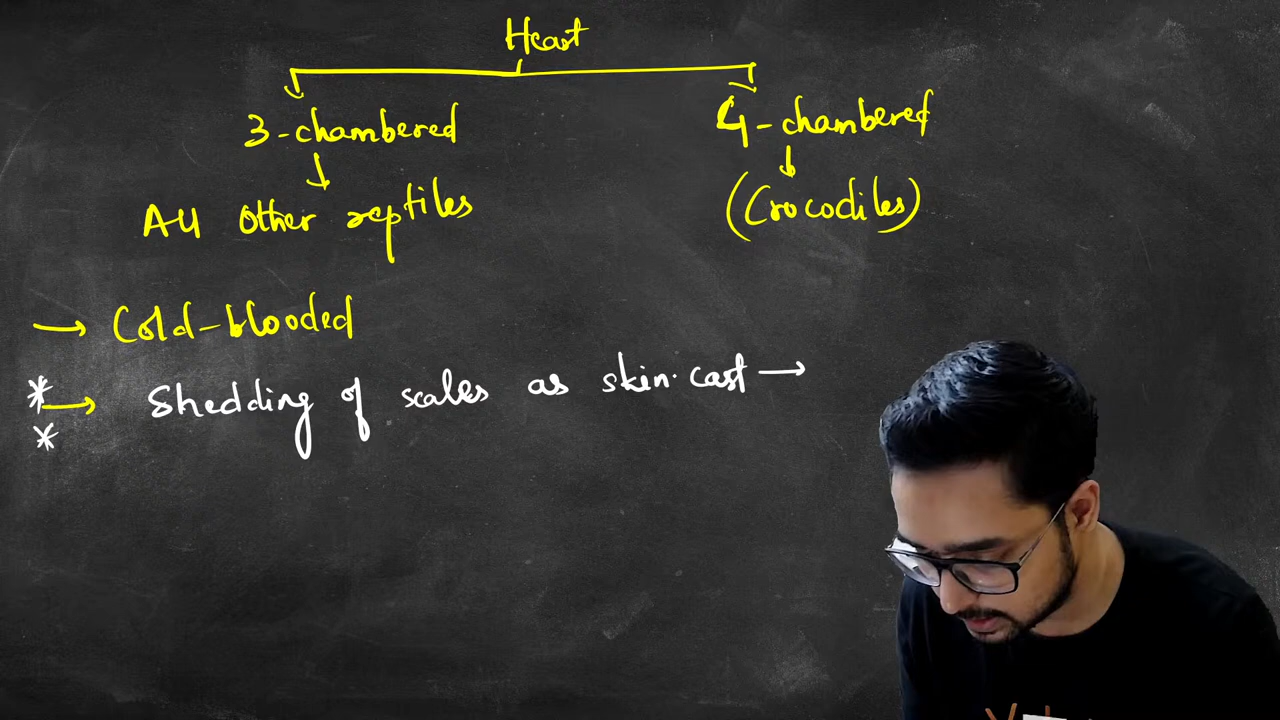 Heart
3-chambered 4-chambered
↓ ↓
All other reptiles (Crocodiles)
→ Cold-blooded
* → Shedding of scales as skin cast →
*